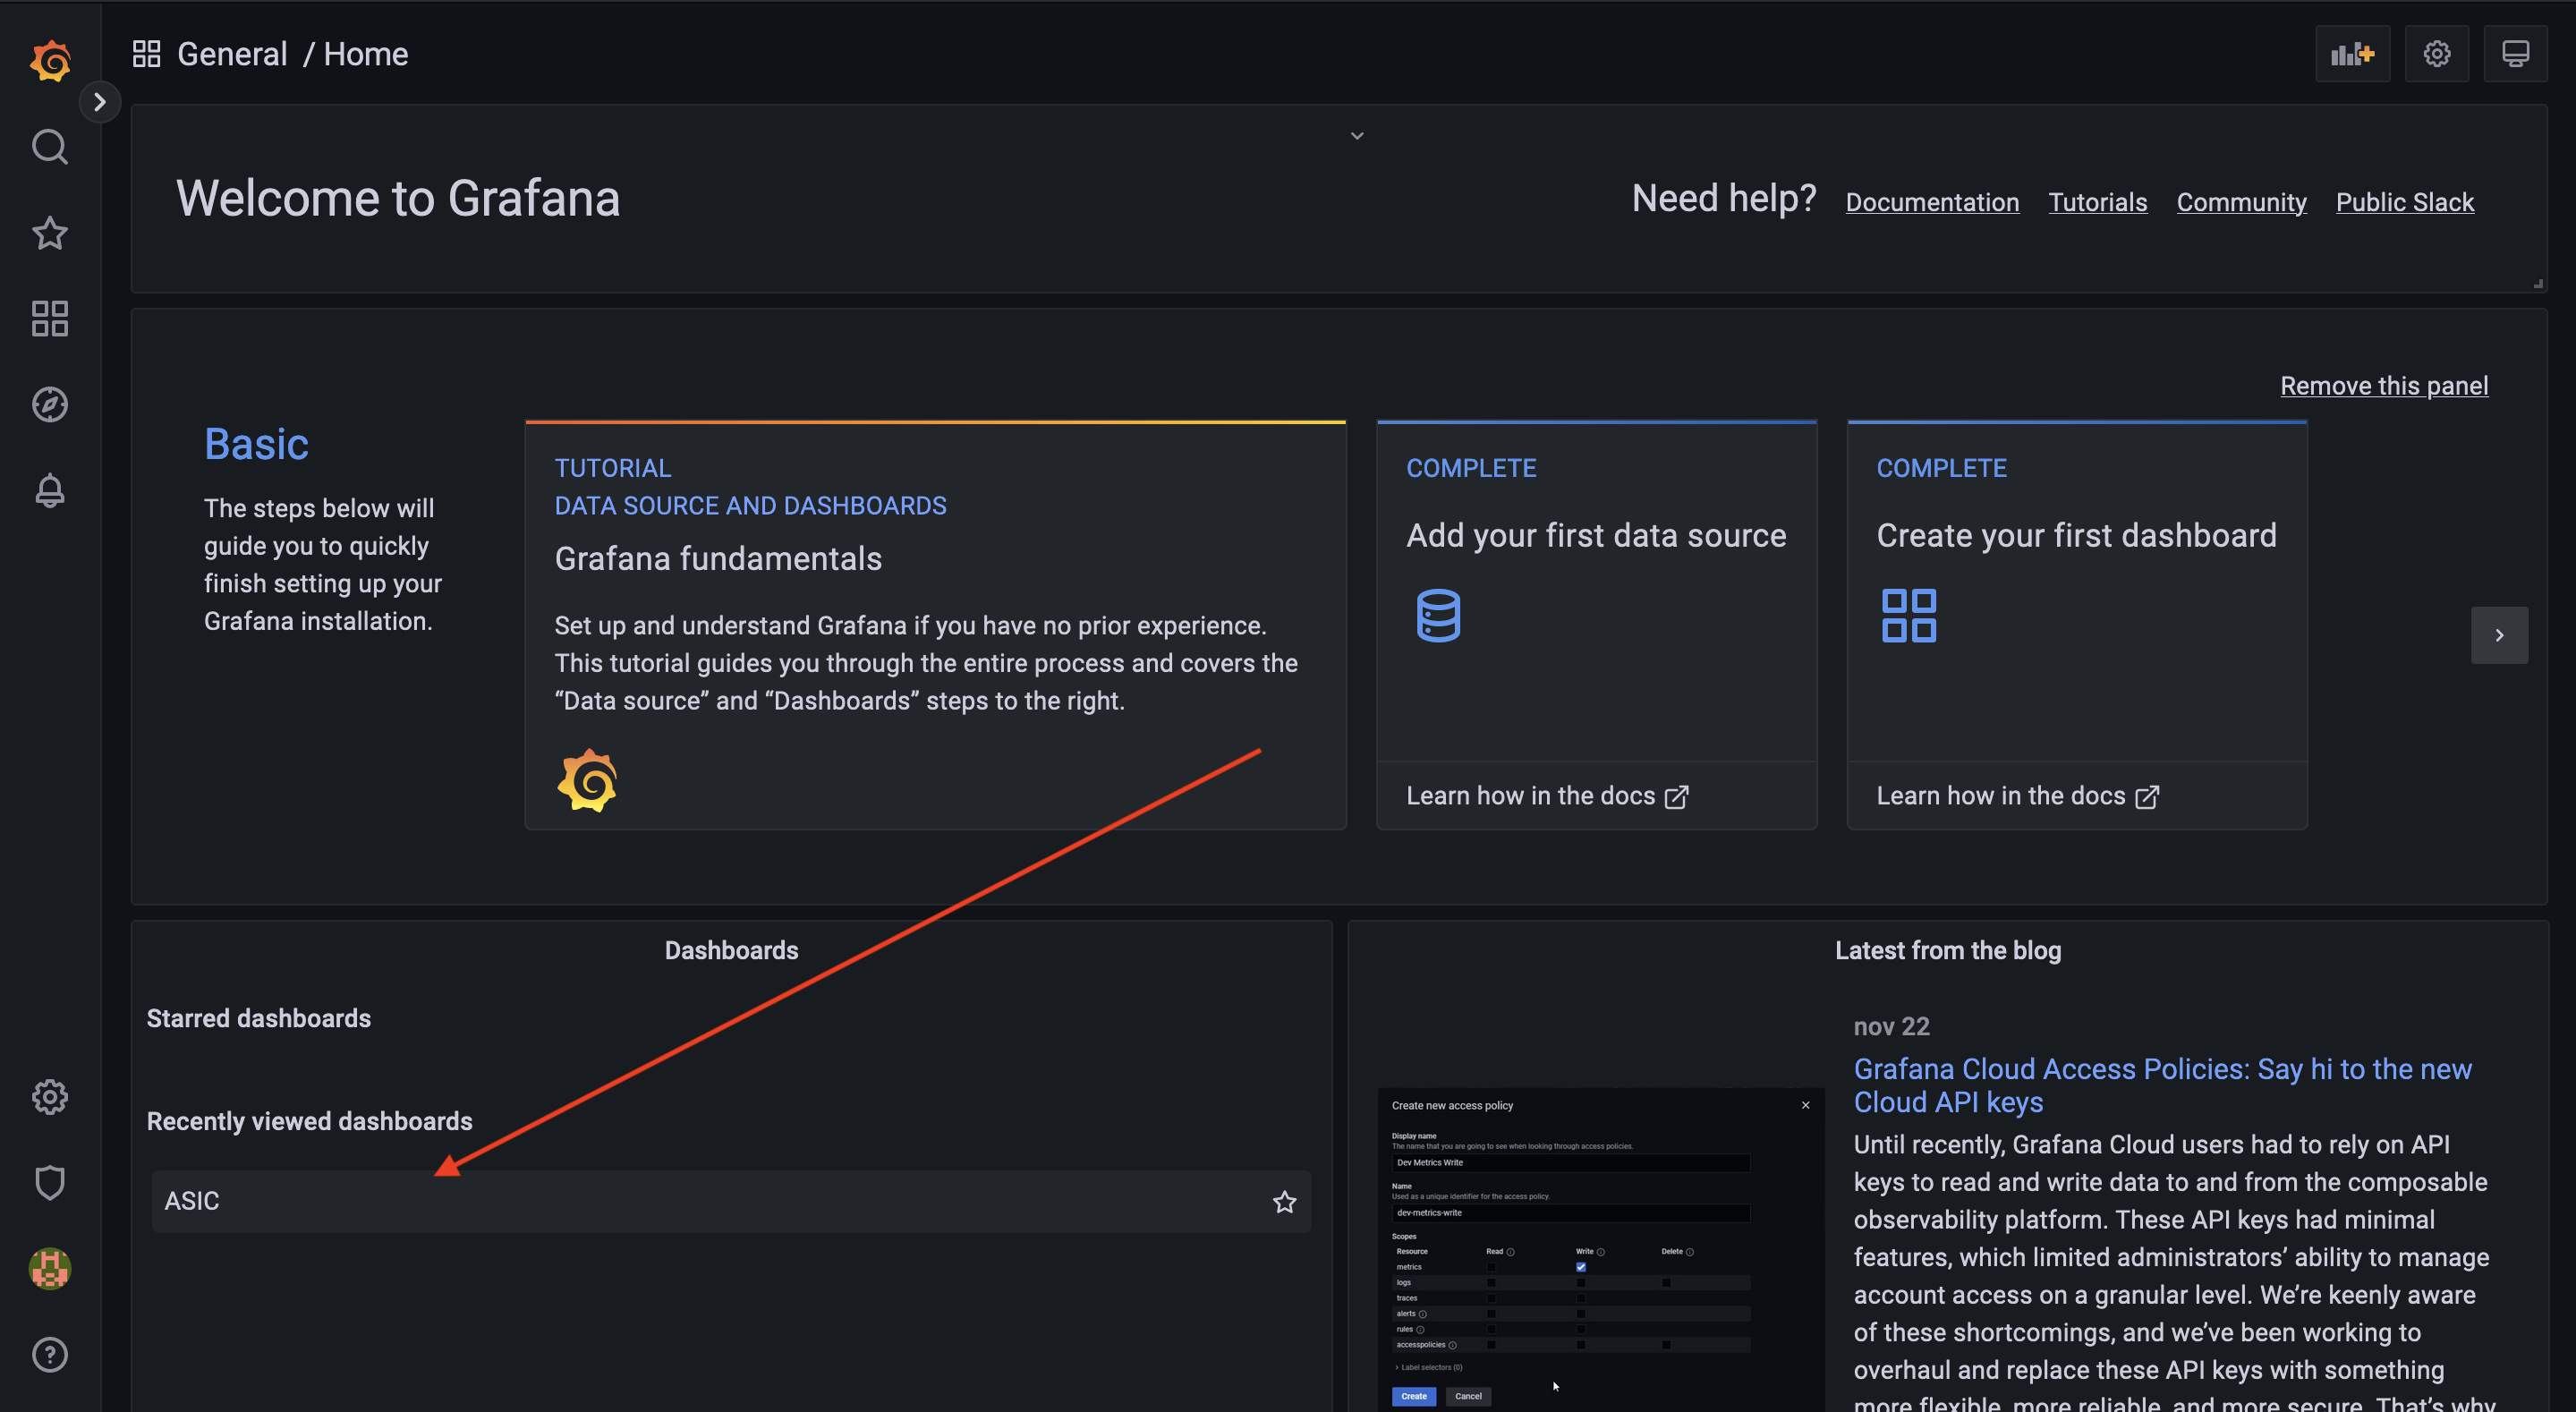 General / Home
Welcome to Grafana
Need help?
Documentation
Tutorials
Community
Public Slack
Remove this panel
Basic
The steps below will
guide you to quickly
finish setting up your
Grafana installation.
TUTORIAL
DATA SOURCE AND DASHBOARDS
Grafana fundamentals
Set up and understand Grafana if you have no prior experience.
This tutorial guides you through the entire process and covers the
“Data source” and “Dashboards” steps to the right.
COMPLETE
Add your first data source
Learn how in the docs
COMPLETE
Create your first dashboard
Learn how in the docs
Dashboards
Starred dashboards
Recently viewed dashboards
ASIC
Latest from the blog
Create new access policy
Display name
The name that you are going to see when looking through access policies.
Dev Metrics Write
Name
Used as a unique identifier for the access policy.
dev-metrics-write
Scopes
Resource Read Write Delete
metrics
logs
traces
alerts
rules
accesspolicies
Label selectors (0)
Create
Cancel
nov 22
Grafana Cloud Access Policies: Say hi to the new
Cloud API keys
Until recently, Grafana Cloud users had to rely on API
keys to read and write data to and from the composable
observability platform. These API keys had minimal
features, which limited administrators’ ability to manage
account access on a granular level. We’re keenly aware
of these shortcomings, and we’ve been working to
overhaul and replace these API keys with something
more flexible, more reliable, and more secure. That’s why